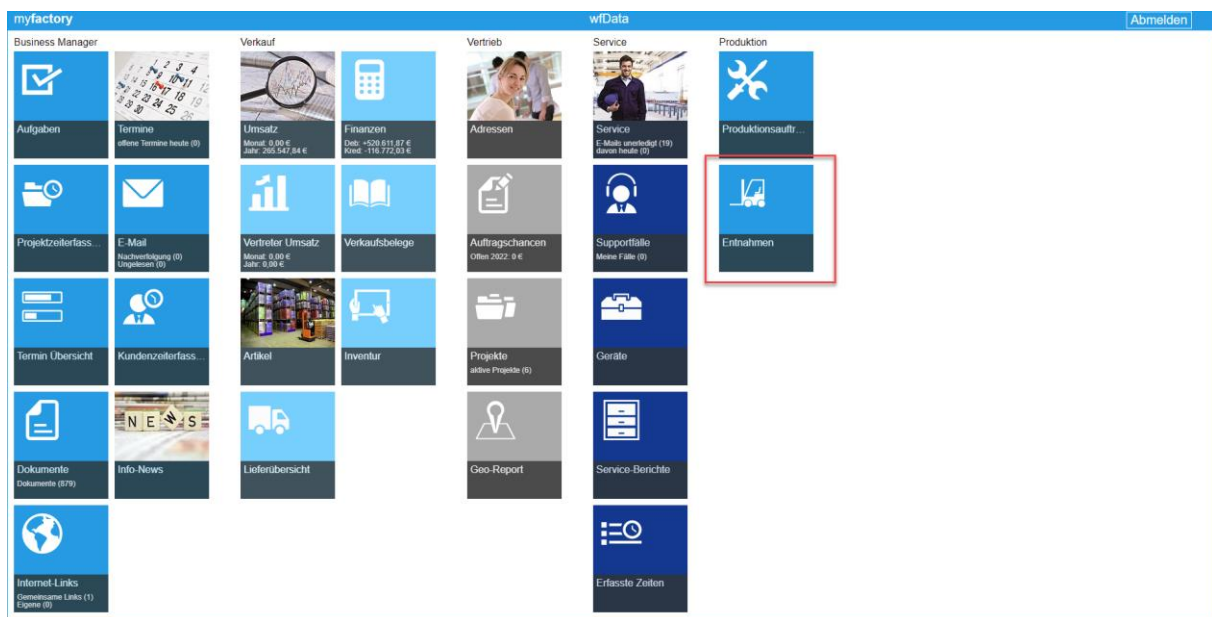 myfactory
wfData
Abmelden
Business Manager
Verkauf
Vertrieb
Service
Produktion
Aufgaben
Termine
offene Termine heute (0)
Umsatz
Monat: 0,00 €
Jahr: 265.547,84 €
Finanzen
Deb: +520.611,87 €
Kred: -116.772,03 €
Adressen
Service
E-Mails unerledigt (19)
davon heute (0)
Produktionsauftr...
Projektzeiterfass...
E-Mail
Nachverfolgung (0)
Ungelesen (0)
Vertreter Umsatz
Monat: 0,00 €
Jahr: 0,00 €
Verkaufsbelege
Auftragschancen
Offen 2022: 0 €
Supportfälle
Meine Fälle (0)
Entnahmen
Termin Übersicht
Kundenzeiterfass...
Artikel
Inventur
Projekte
aktive Projekte (6)
Geräte
NEWS
Dokumente
Dokumente (879)
Info-News
Lieferübersicht
Geo-Report
Service-Berichte
Internet-Links
Gemeinsame Links (1)
Eigene (0)
Erfasste Zeiten